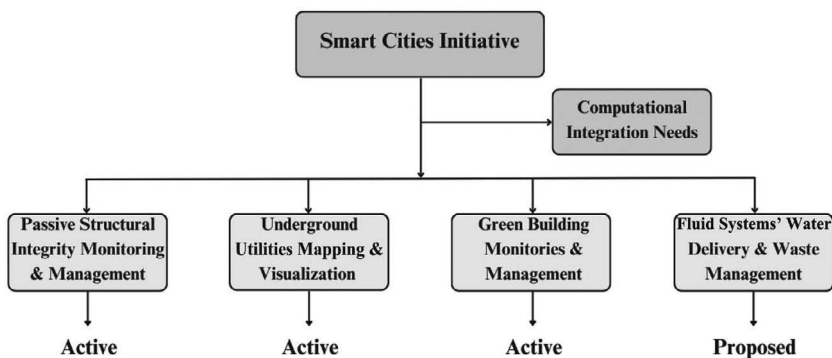 Smart Cities Initiative
Computational
Integration Needs
Passive Structural
Integrity Monitoring
& Management
Underground
Utilities Mapping &
Visualization
Green Building
Monitories &
Management
Fluid Systems’ Water
Delivery & Waste
Management
Active
Active
Active
Proposed